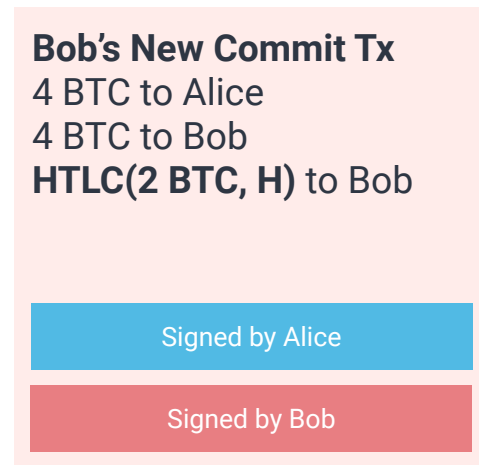 Bob’s New Commit Tx
4 BTC to Alice
4 BTC to Bob
HTLC(2 BTC, H) to Bob
Signed by Alice
Signed by Bob